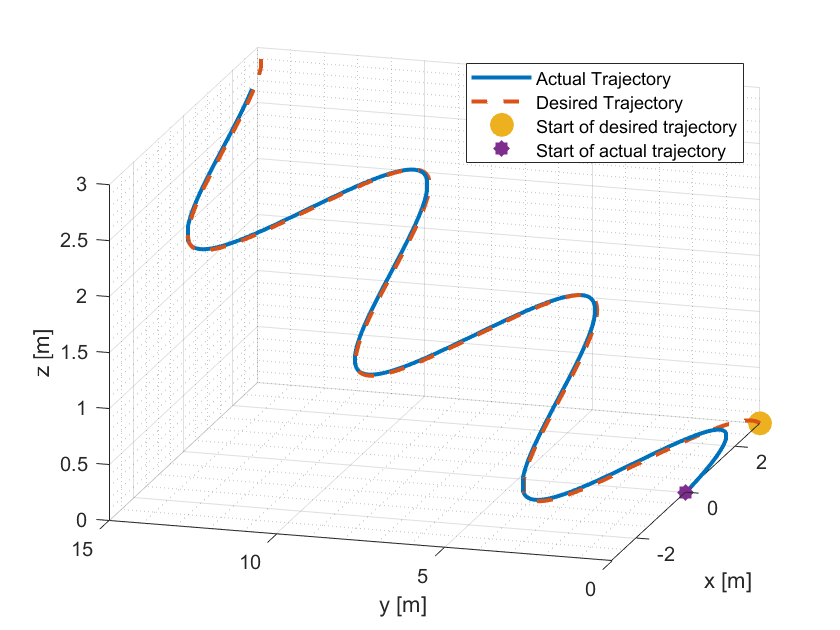 Actual Trajectory
Desired Trajectory
Start of desired trajectory
Start of actual trajectory
3
2.5
2
1.5
1
0.5
0
z [m]
15
10
5
0
y [m]
2
0
-2
x [m]